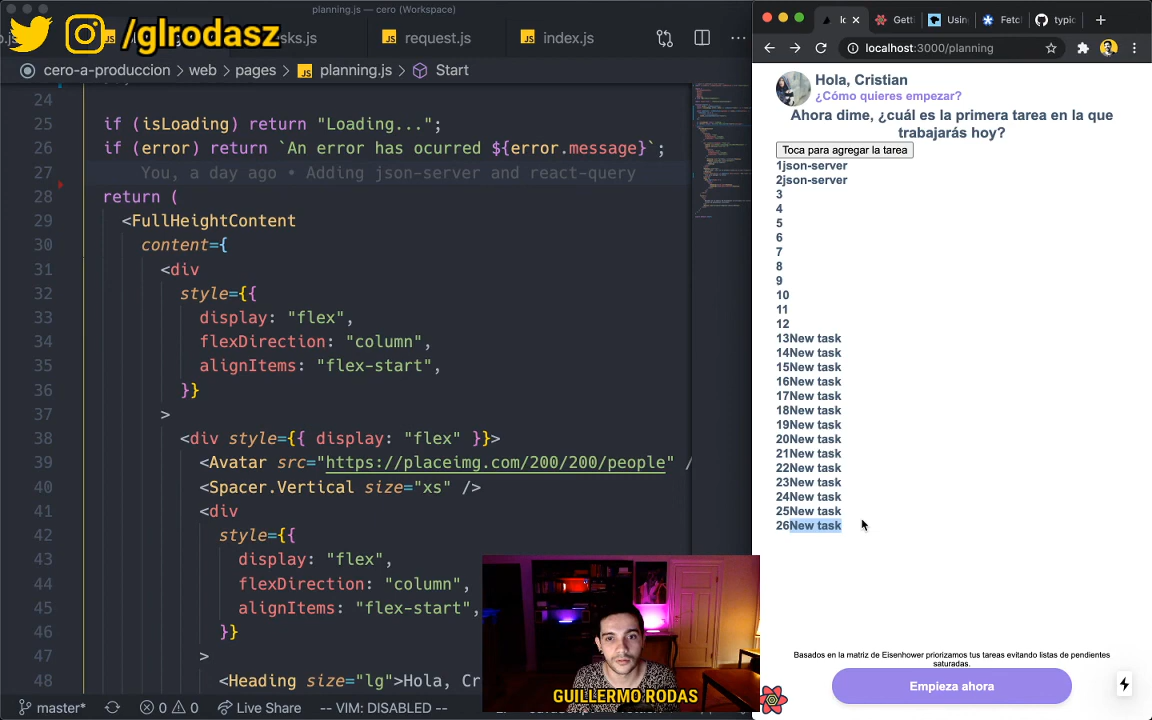 planning.js — cero (Workspace)
/glrodasz
sks.js
request.js
index.js
cero-a-produccion > web > pages > planning.js > Start
24
25 if (isLoading) return "Loading...";
26 if (error) return `An error has ocurred ${error.message}`;
27 You, a day ago • Adding json-server and react-query
28 return (
29 <FullHeightContent
30 content={
31 <div
32 style={{
33 display: "flex",
34 flexDirection: "column",
35 alignItems: "flex-start",
36 }}
37 >
38 <div style={{ display: "flex" }}>
39 <Avatar src="https://placeimg.com/200/200/people" /
40 <Spacer.Vertical size="xs" />
41 <div
42 style={{
43 display: "flex",
44 flexDirection: "column",
45 alignItems: "flex-start",
46 }}
47 >
48 <Heading size="lg">Hola, Cr
master* 0 0 Live Share -- VIM: DISABLED --
GUILLERMO RODAS
Getti
Using
Fetch
typic
localhost:3000/planning
Hola, Cristian
¿Cómo quieres empezar?
Ahora dime, ¿cuál es la primera tarea en la que
trabajarás hoy?
Toca para agregar la tarea
1json-server
2json-server
3
4
5
6
7
8
9
10
11
12
13New task
14New task
15New task
16New task
17New task
18New task
19New task
20New task
21New task
22New task
23New task
24New task
25New task
26New task
Basados en la matriz de Eisenhower priorizamos tus tareas evitando listas de pendientes
saturadas.
Empieza ahora